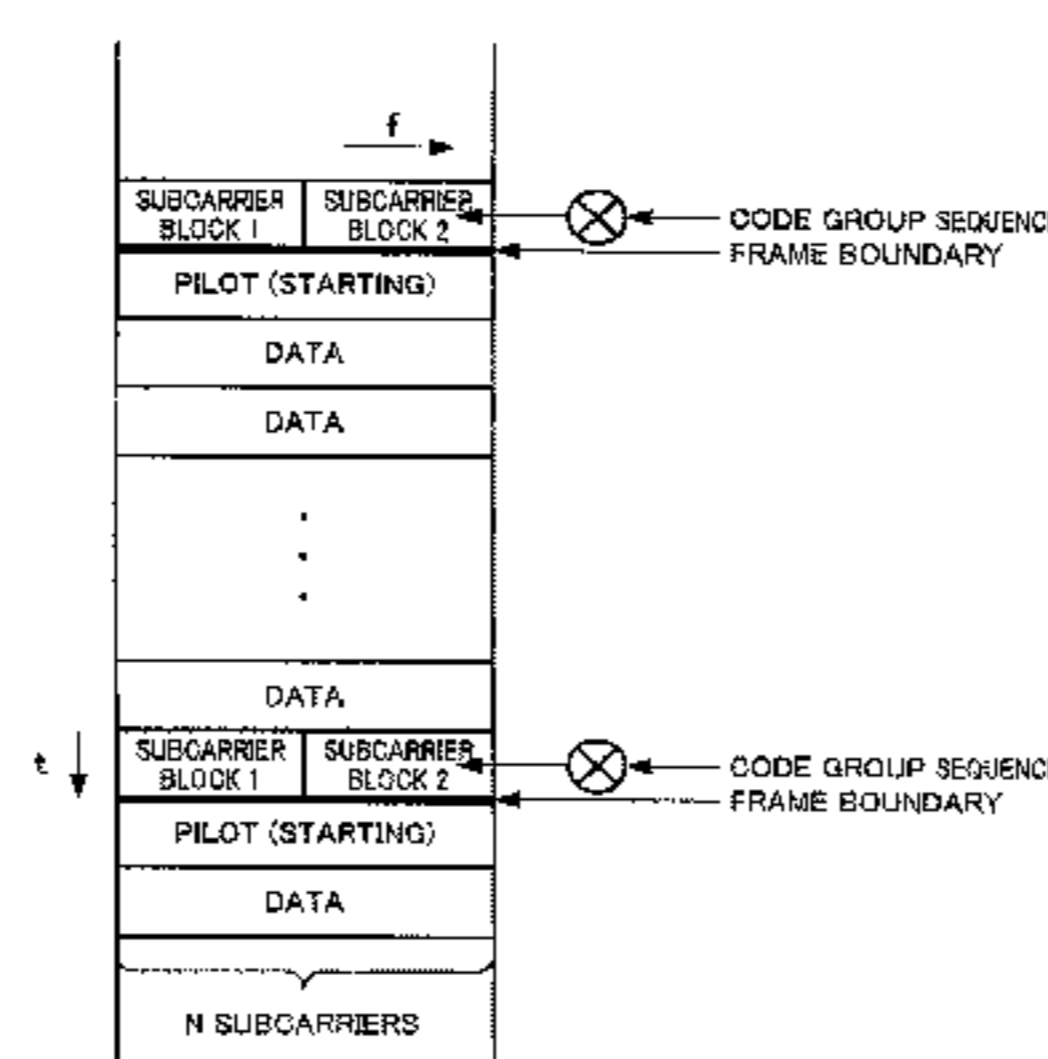 f
SUBCARRIER BLOCK 1
SUBCARRIER BLOCK 2
CODE GROUP SEQUENC
FRAME BOUNDARY
PILOT (STARTING)
DATA
DATA
DATA
t
SUBCARRIER BLOCK 1
SUBCARRIER BLOCK 2
CODE GROUP SEQUENC
FRAME BOUNDARY
PILOT (STARTING)
DATA
N SUBCARRIERS